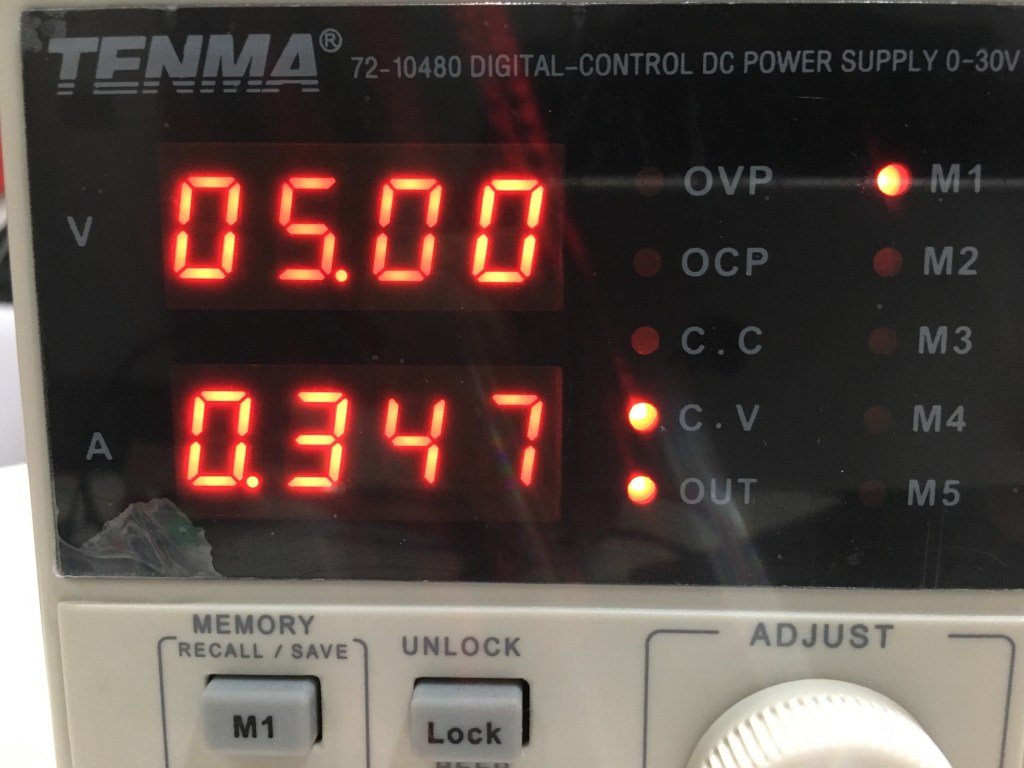 TENMA®
72-10480 DIGITAL-CONTROL DC POWER SUPPLY 0-30V
V
05.00
A
0.347
OVP
OCP
C.C
C.V
OUT
M1
M2
M3
M4
M5
MEMORY
RECALL / SAVE
M1
UNLOCK
Lock
BEEP
ADJUST